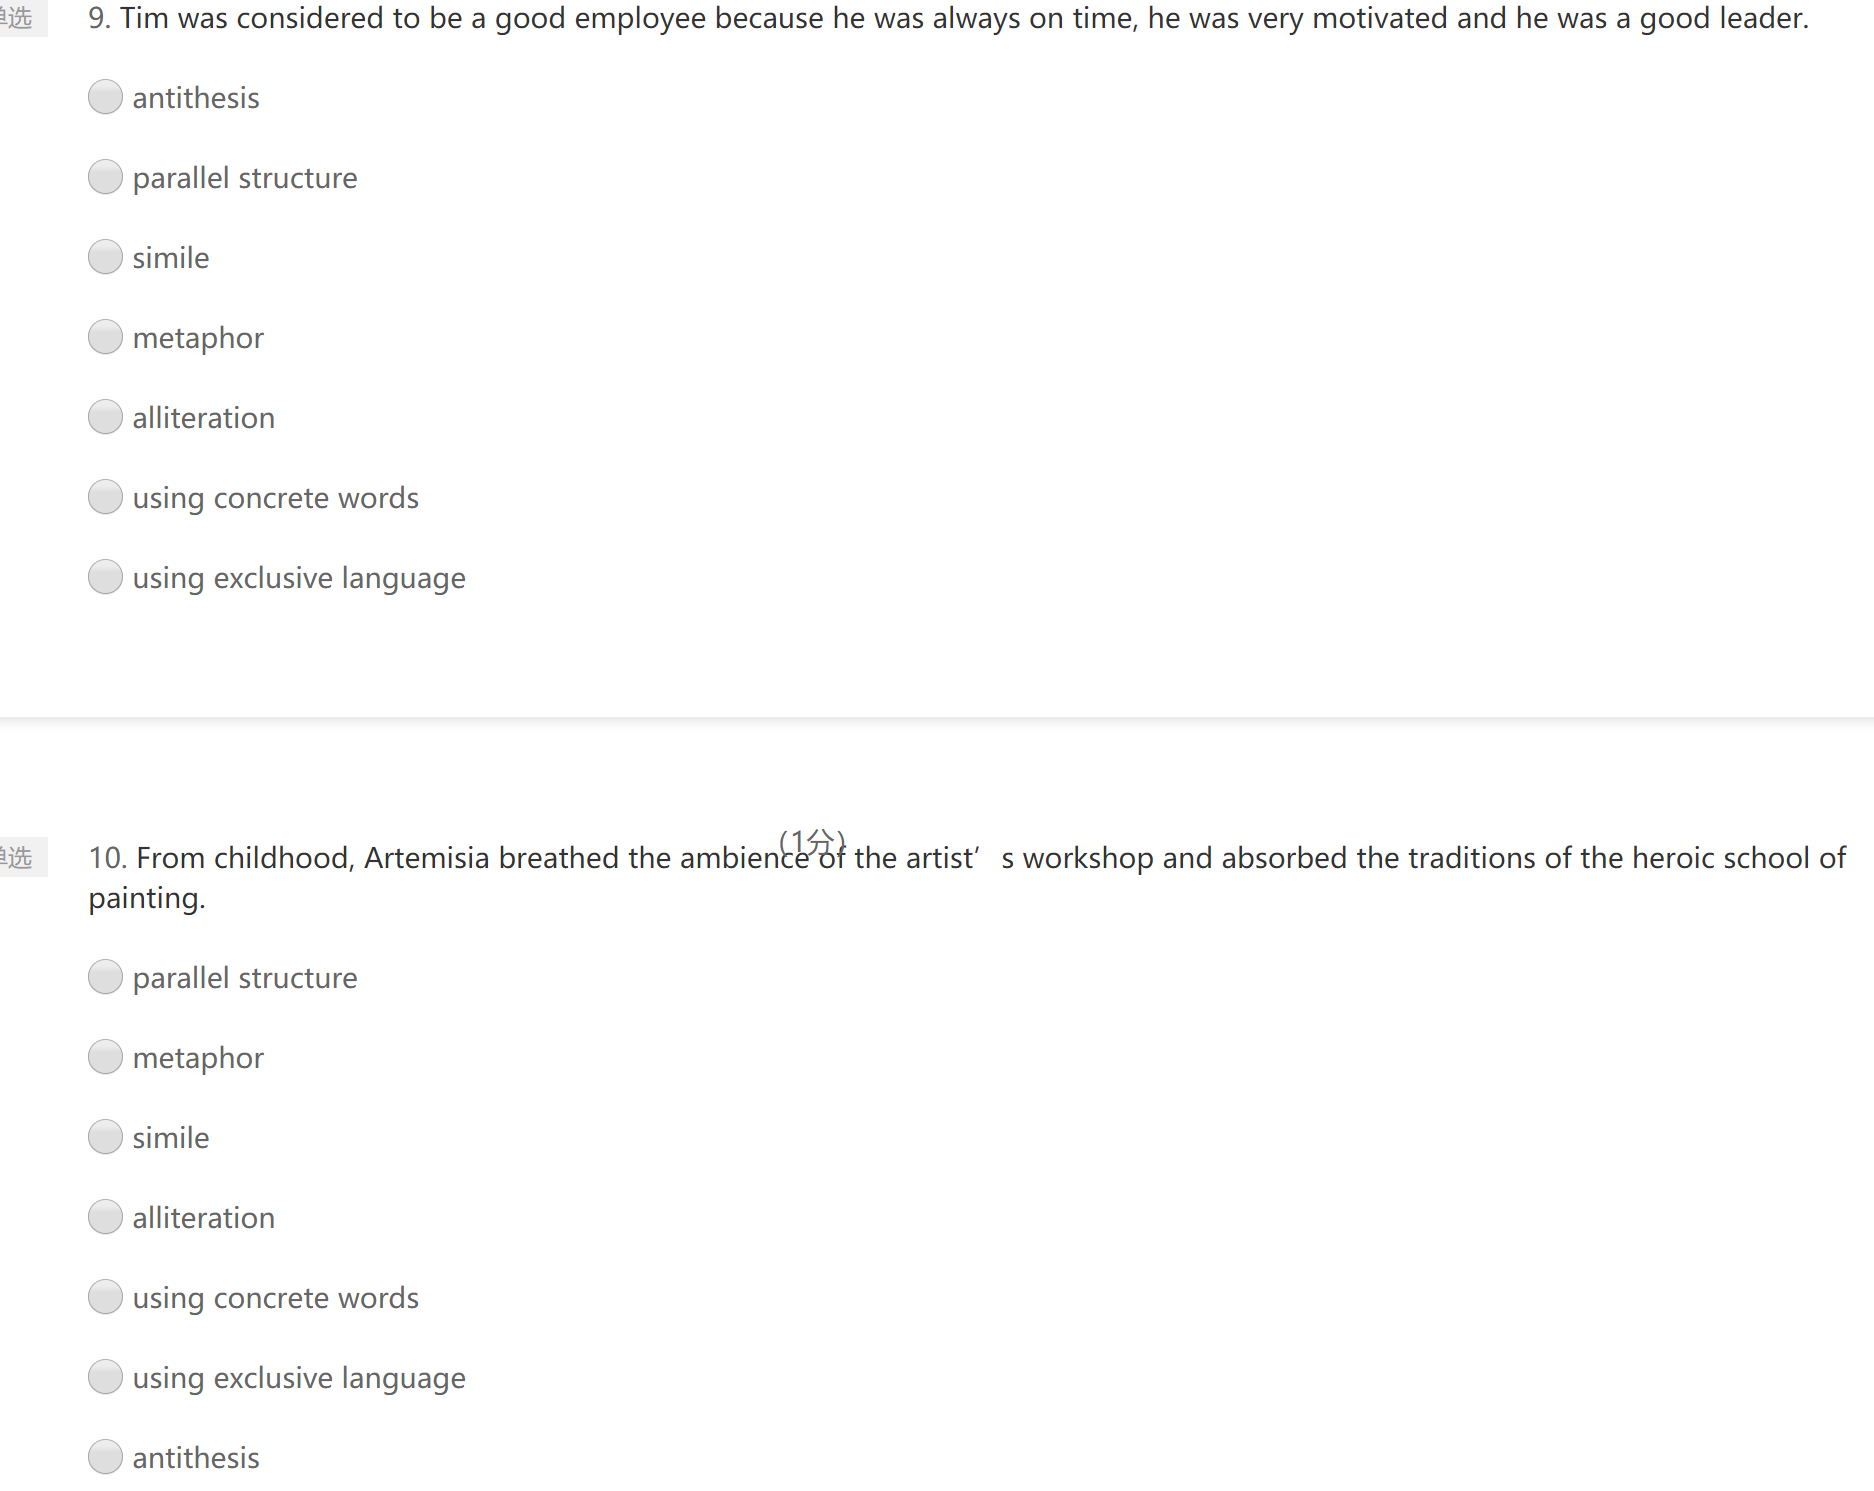 单选
9. Tim was considered to be a good employee because he was always on time, he was very motivated and he was a good leader.
antithesis
parallel structure
simile
metaphor
alliteration
using concrete words
using exclusive language
(1分)
单选
10. From childhood, Artemisia breathed the ambience of the artist’s workshop and absorbed the traditions of the heroic school of
painting.
parallel structure
metaphor
simile
alliteration
using concrete words
using exclusive language
antithesis